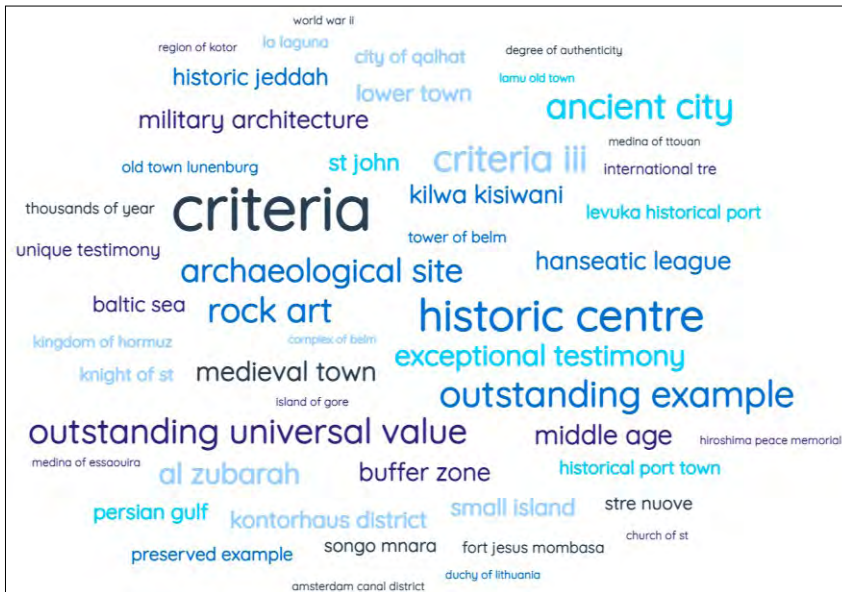 world war ii
region of kotor
la laguna
city of qalhat
degree of authenticity
historic jeddah
lamu old town
lower town
ancient city
military architecture
medina of ttouan
old town lunenburg
st john
criteria iii
international tre
thousands of year
criteria
kilwa kisiwani
levuka historical port
unique testimony
tower of belm
archaeological site
hanseatic league
baltic sea
rock art
historic centre
kingdom of hormuz
complex of belm
exceptional testimony
knight of st
medieval town
outstanding example
island of gore
outstanding universal value
middle age
hiroshima peace memorial
medina of essaouira
al zubarah
buffer zone
historical port town
persian gulf
kontorhaus district
small island
stre nuove
preserved example
songo mnara
fort jesus mombasa
church of st
amsterdam canal district
duchy of lithuania